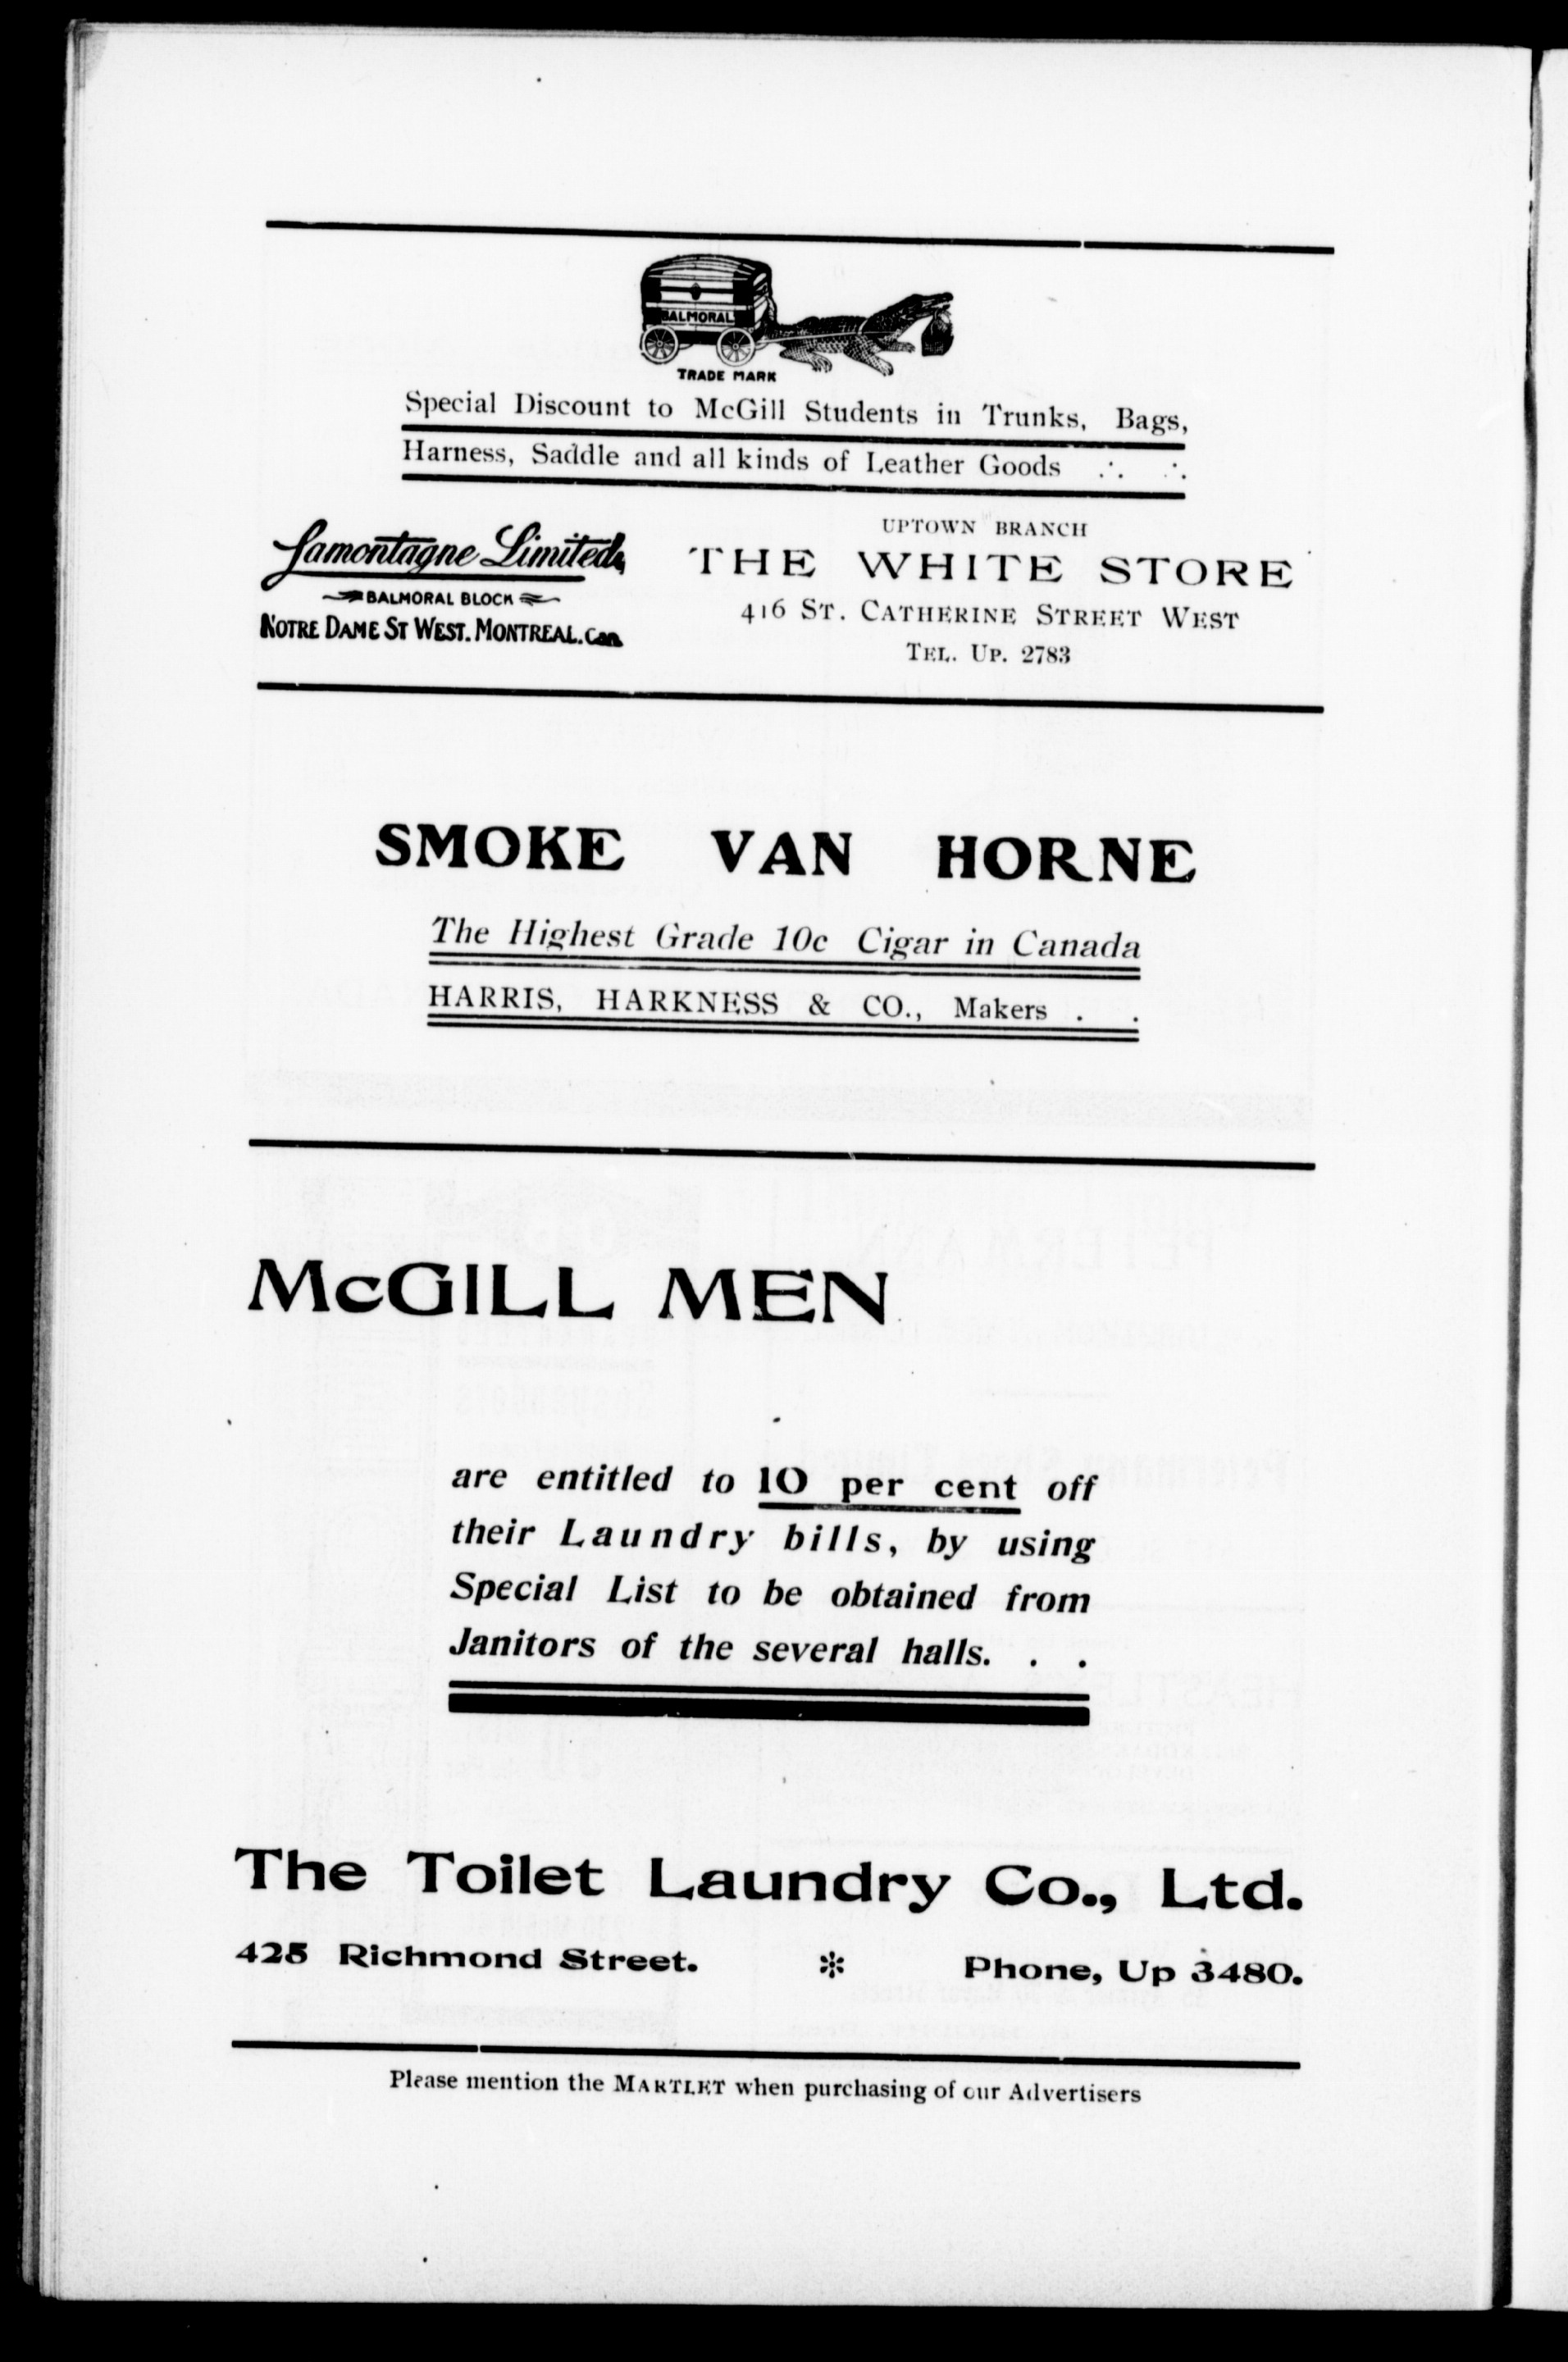 BALMORAL
TRADE MARK
Special Discount to McGill Students in Trunks, Bags,
Harness, Saddle and all kinds of Leather Goods ∴ ∴
Lamontagne Limited
BALMORAL BLOCK
NOTRE DAME ST WEST. MONTREAL. Can.
UPTOWN BRANCH
THE WHITE STORE
416 ST. CATHERINE STREET WEST
TEL. UP. 2783
SMOKE VAN HORNE
The Highest Grade 10c Cigar in Canada
HARRIS, HARKNESS & CO., Makers . .
McGILL MEN
are entitled to 10 per cent off
their Laundry bills, by using
Special List to be obtained from
Janitors of the several halls. . .
The Toilet Laundry Co., Ltd.
425 Richmond Street. * Phone, Up 3480.
Please mention the MARTLET when purchasing of our Advertisers